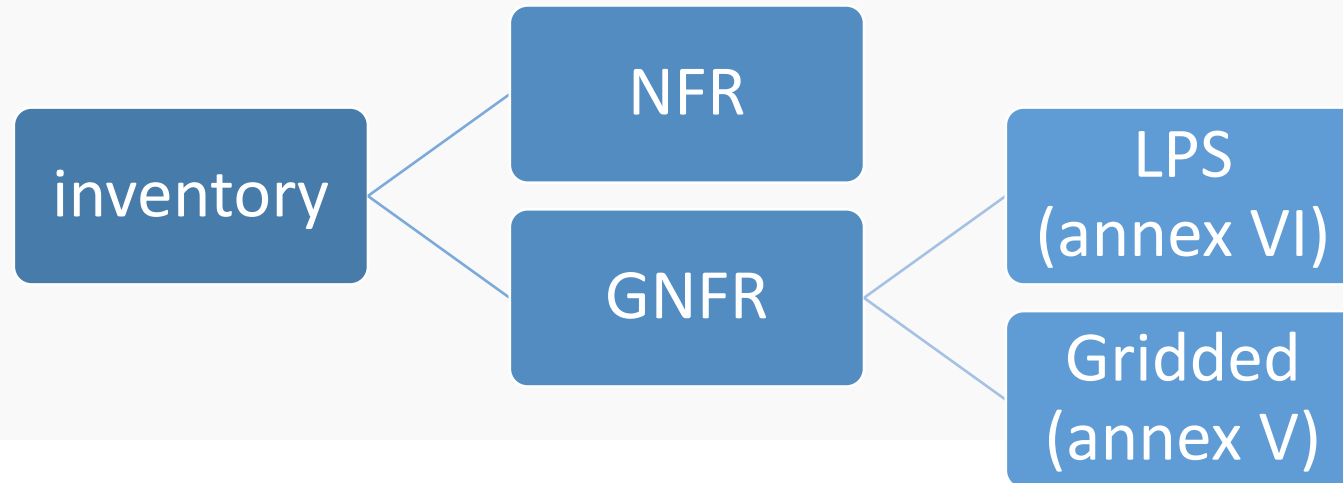 inventory
NFR
GNFR
LPS
(annex VI)
Gridded
(annex V)